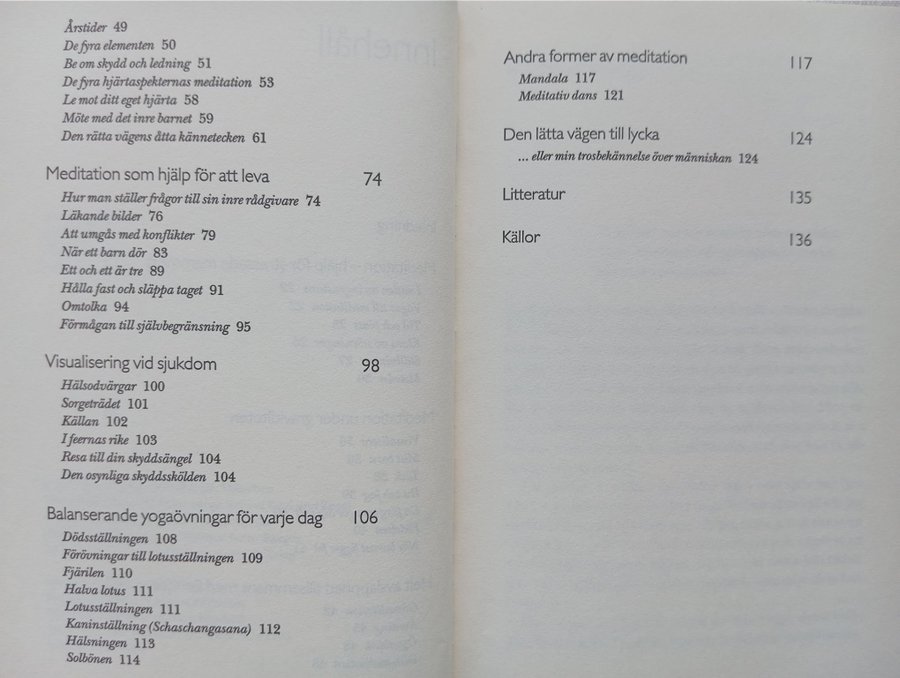 Årstider 49
De fyra elementen 50
Be om skydd och ledning 51
De fyra hjärtaspekternas meditation 53
Le mot ditt eget hjärta 58
Möte med det inre barnet 59
Den rätta vägens åtta kännetecken 61
Meditation som hjälp för att leva 74
Hur man ställer frågor till sin inre rådgivare 74
Läkande bilder 76
Att umgås med konflikter 79
När ett barn dör 83
Ett och ett är tre 89
Hålla fast och släppa taget 91
Omtolka 94
Förmågan till självbegränsning 95
Visualisering vid sjukdom 98
Hälsodvärgar 100
Sorgeträdet 101
Källan 102
I feernas rike 103
Resa till din skyddsängel 104
Den osynliga skyddsskölden 104
Balanserande yogaövningar för varje dag 106
Dödsställningen 108
Förövningar till lotusställningen 109
Fjärilen 110
Halva lotus 111
Lotusställningen 111
Kaninställning (Schaschangasana) 112
Hälsningen 113
Solbönen 114
Andra former av meditation 117
Mandala 117
Meditativ dans 121
Den lätta vägen till lycka 124
... eller min trosbekännelse över människan 124
Litteratur 135
Källor 136